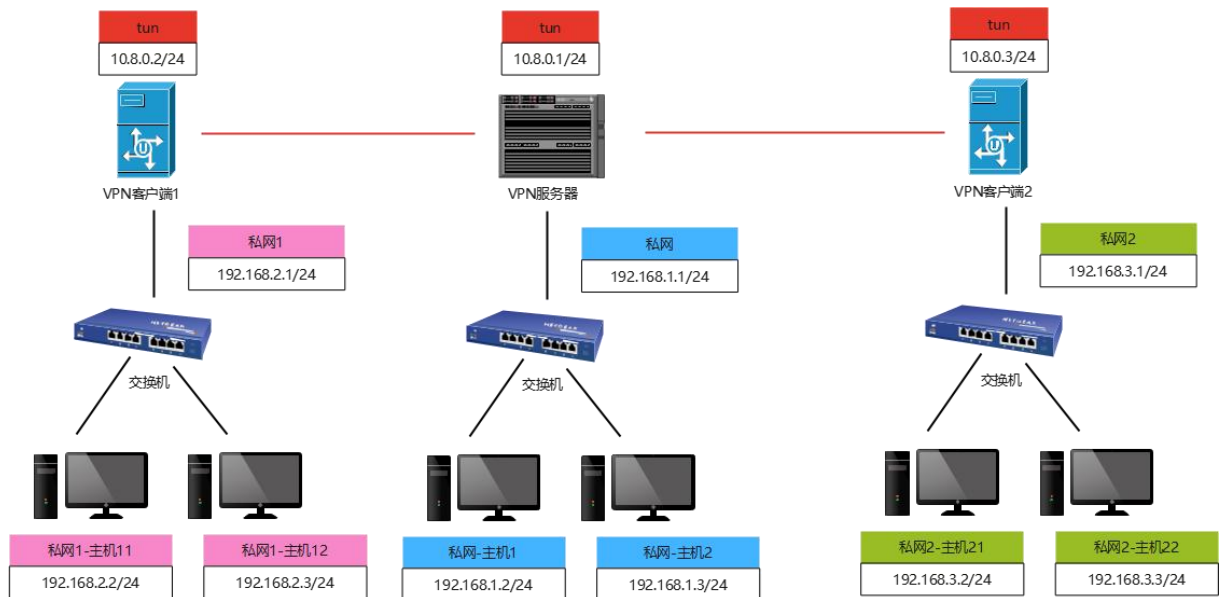 tun
10.8.0.2/24
tun
10.8.0.1/24
tun
10.8.0.3/24
VPN客户端1
VPN服务器
VPN客户端2
私网1
192.168.2.1/24
私网
192.168.1.1/24
私网2
192.168.3.1/24
NETGEAR
NETGEAR
NETGEAR
交换机
交换机
交换机
私网1-主机11
192.168.2.2/24
私网1-主机12
192.168.2.3/24
私网-主机1
192.168.1.2/24
私网-主机2
192.168.1.3/24
私网2-主机21
192.168.3.2/24
私网2-主机22
192.168.3.3/24